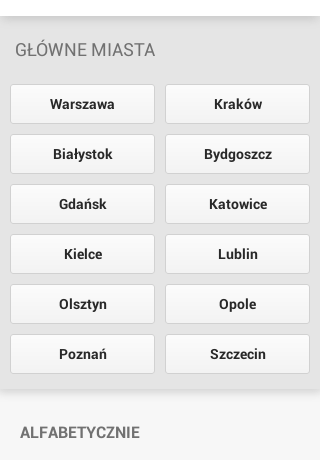 GŁÓWNE MIASTA
Warszawa Kraków
Białystok Bydgoszcz
Gdańsk Katowice
Kielce Lublin
Olsztyn Opole
Poznań Szczecin
ALFABETYCZNIE